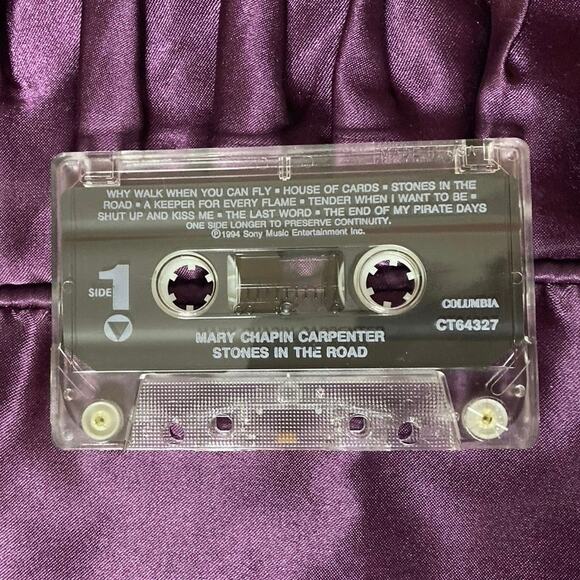 WHY WALK WHEN YOU CAN FLY ▪ HOUSE OF CARDS ▪ STONES IN THE
ROAD ▪ A KEEPER FOR EVERY FLAME ▪ TENDER WHEN I WANT TO BE ▪
SHUT UP AND KISS ME ▪ THE LAST WORD ▪ THE END OF MY PIRATE DAYS
ONE SIDE LONGER TO PRESERVE CONTINUITY.
℗1994 Sony Music Entertainment Inc.
SIDE 1
COLUMBIA
CT64327
MARY CHAPIN CARPENTER
STONES IN THE ROAD